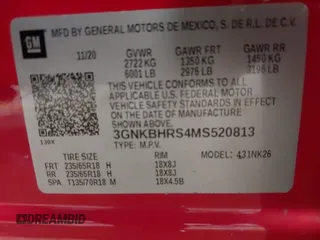 GM
MFD BY GENERAL MOTORS DE MEXICO, S. DE R.L. DE C.V.
11/20 GVWR GAWR FRT GAWR RR
2722 KG 1350 KG 1450 KG
6001 LB 2976 LB 3196 LB
THIS VEHICLE CONFORMS TO ALL APPLICABLE
U.S. FEDERAL MOTOR VEHICLE SAFETY
STANDARDS IN EFFECT ON THE DATE OF
MANUFACTURE SHOWN ABOVE.
3GNKBHRS4MS520813
TYPE: M.P.V.
TIRE SIZE RIM MODEL:
FRT 235/65R18 H 18X8J
RR 235/65R18 H 18X8J
SPA T135/70R18 M 18X4.5B
DREAMBID